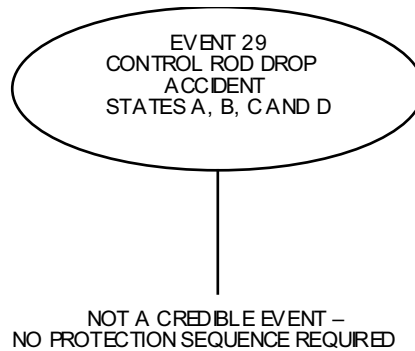 EVENT 29
CONTROL ROD DROP
ACCIDENT
STATES A, B, C AND D
NOT A CREDIBLE EVENT –
NO PROTECTION SEQUENCE REQUIRED